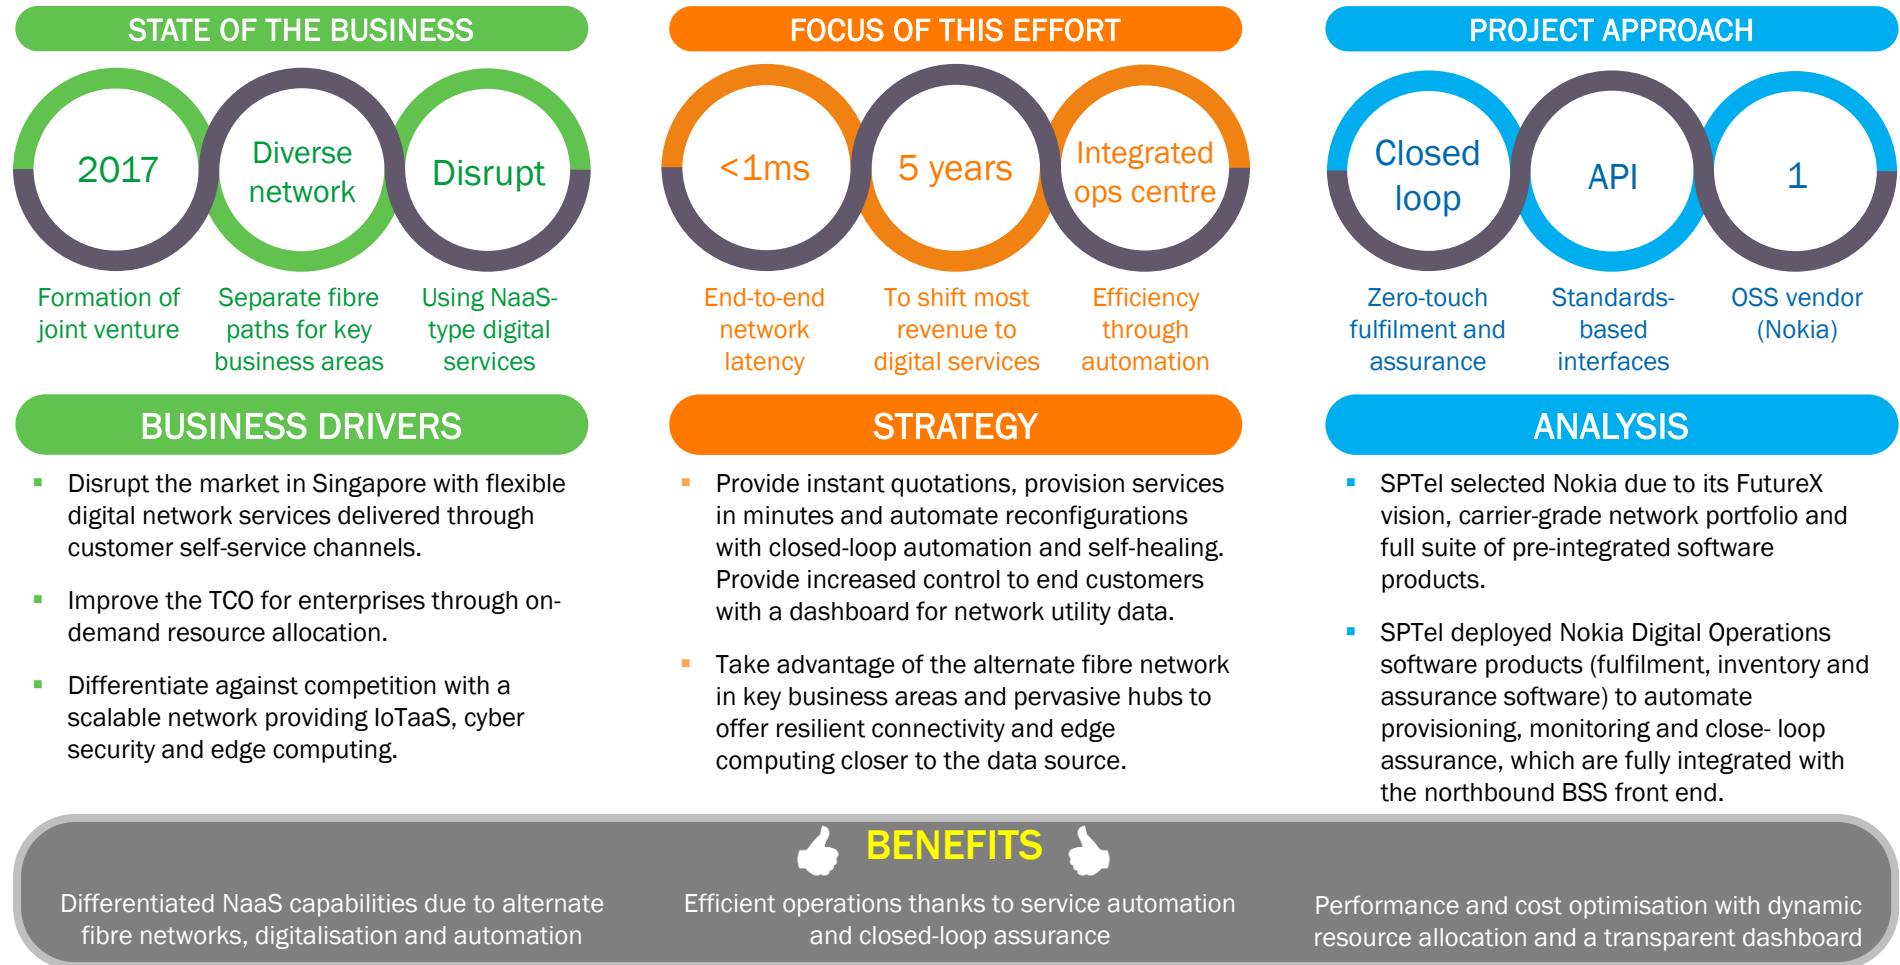 STATE OF THE BUSINESS
2017
Diverse
network
Disrupt
Formation of
joint venture
Separate fibre
paths for key
business areas
Using NaaS-
type digital
services
BUSINESS DRIVERS
▪ Disrupt the market in Singapore with flexible
digital network services delivered through
customer self-service channels.
▪ Improve the TCO for enterprises through on-
demand resource allocation.
▪ Differentiate against competition with a
scalable network providing IoTaaS, cyber
security and edge computing.
FOCUS OF THIS EFFORT
<1ms
5 years
Integrated
ops centre
End-to-end
network
latency
To shift most
revenue to
digital services
Efficiency
through
automation
STRATEGY
▪ Provide instant quotations, provision services
in minutes and automate reconfigurations
with closed-loop automation and self-healing.
Provide increased control to end customers
with a dashboard for network utility data.
▪ Take advantage of the alternate fibre network
in key business areas and pervasive hubs to
offer resilient connectivity and edge
computing closer to the data source.
PROJECT APPROACH
Closed
loop
API
1
Zero-touch
fulfilment and
assurance
Standards-
based
interfaces
OSS vendor
(Nokia)
ANALYSIS
▪ SPTel selected Nokia due to its FutureX
vision, carrier-grade network portfolio and
full suite of pre-integrated software
products.
▪ SPTel deployed Nokia Digital Operations
software products (fulfilment, inventory and
assurance software) to automate
provisioning, monitoring and close- loop
assurance, which are fully integrated with
the northbound BSS front end.
BENEFITS
Differentiated NaaS capabilities due to alternate
fibre networks, digitalisation and automation
Efficient operations thanks to service automation
and closed-loop assurance
Performance and cost optimisation with dynamic
resource allocation and a transparent dashboard